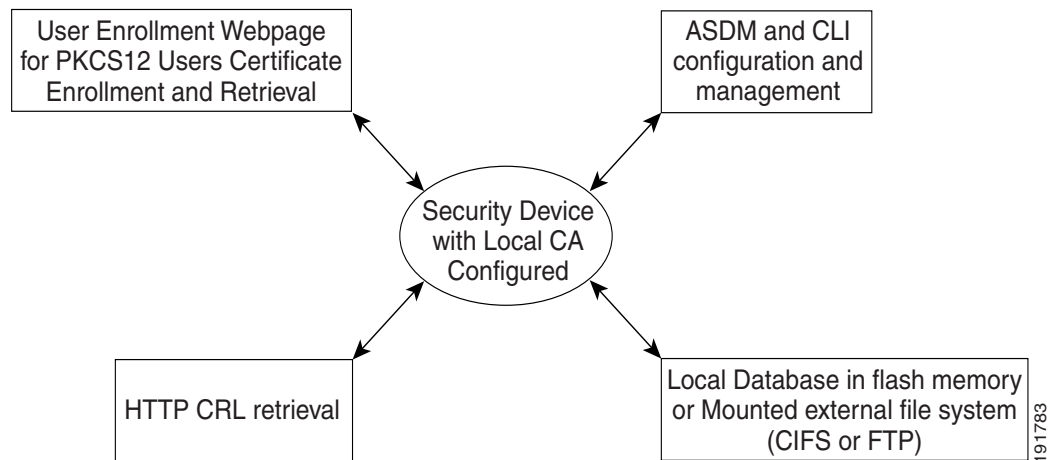 User Enrollment Webpage
for PKCS12 Users Certificate
Enrollment and Retrieval
ASDM and CLI
configuration and
management
Security Device
with Local CA
Configured
HTTP CRL retrieval
Local Database in flash memory
or Mounted external file system
(CIFS or FTP)
191783